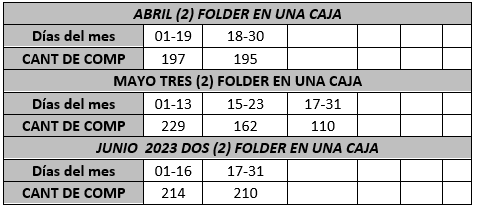 ABRIL (2) FOLDER EN UNA CAJA
Días del mes 01-19 18-30
CANT DE COMP 197 195
MAYO TRES (2) FOLDER EN UNA CAJA
Días del mes 01-13 15-23 17-31
CANT DE COMP 229 162 110
JUNIO 2023 DOS (2) FOLDER EN UNA CAJA
Días del mes 01-16 17-31
CANT DE COMP 214 210